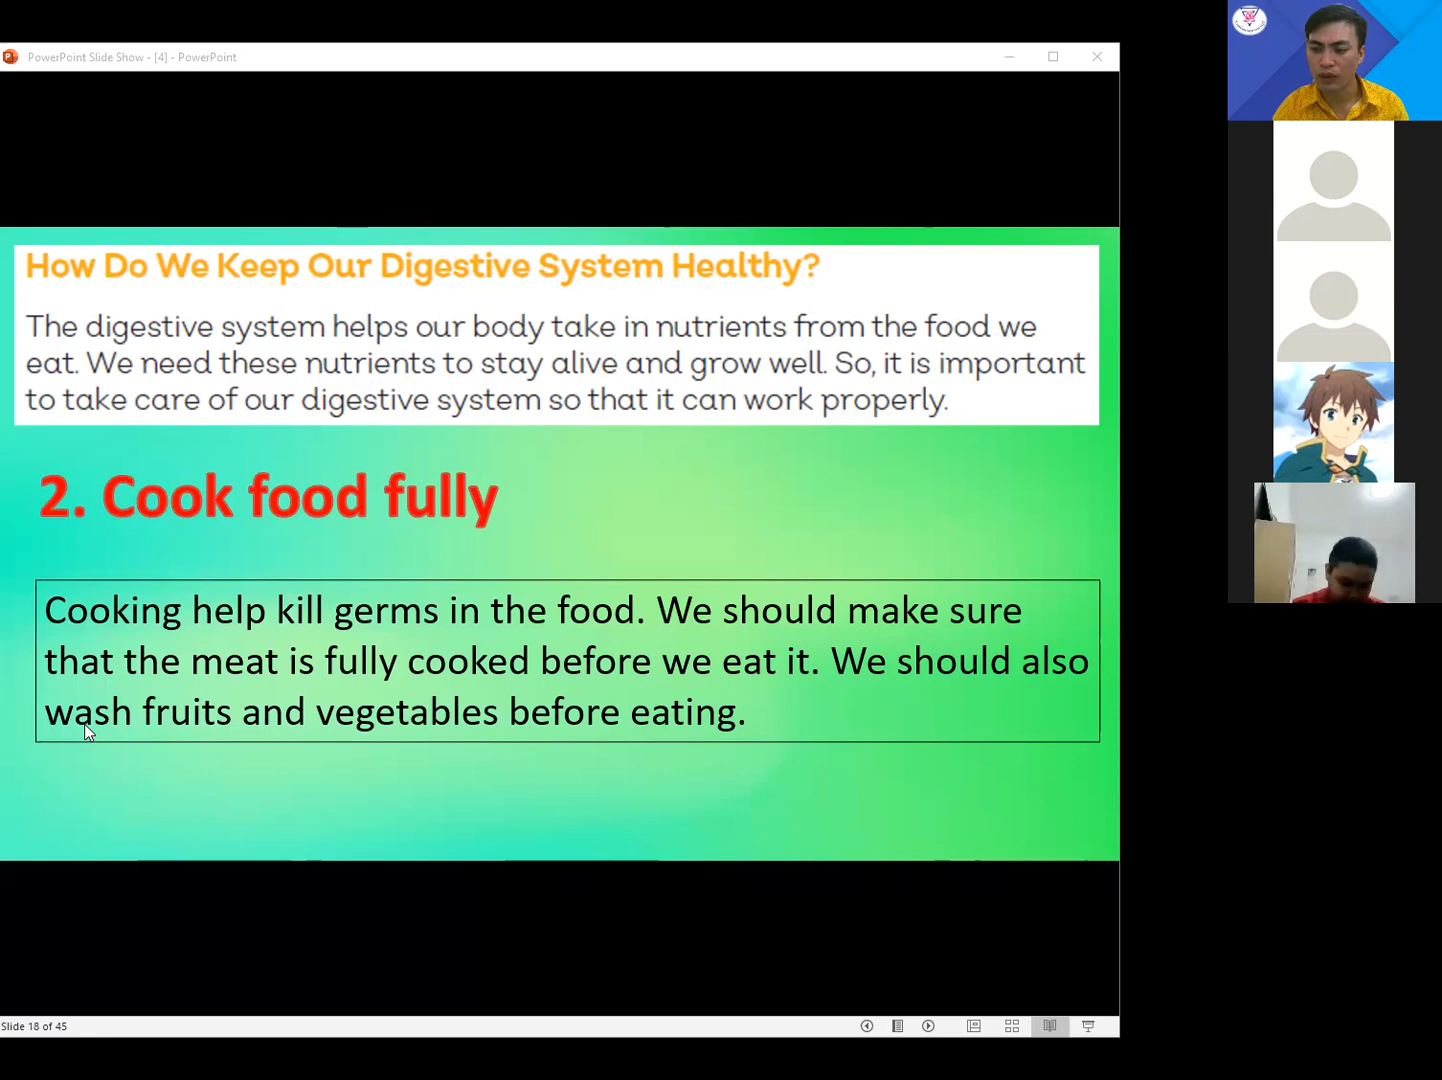 PowerPoint Slide Show - [4] - PowerPoint
How Do We Keep Our Digestive System Healthy?
The digestive system helps our body take in nutrients from the food we
eat. We need these nutrients to stay alive and grow well. So, it is important
to take care of our digestive system so that it can work properly.
2. Cook food fully
Cooking help kill germs in the food. We should make sure
that the meat is fully cooked before we eat it. We should also
wash fruits and vegetables before eating.
Slide 18 of 45